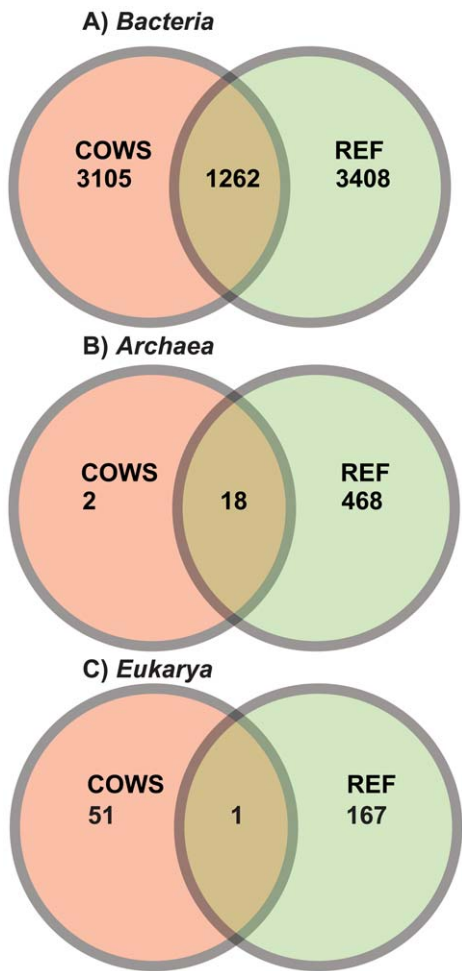 A) Bacteria
COWS REF
3105 1262 3408
B) Archaea
COWS REF
2 18 468
C) Eukarya
COWS REF
51 1 167